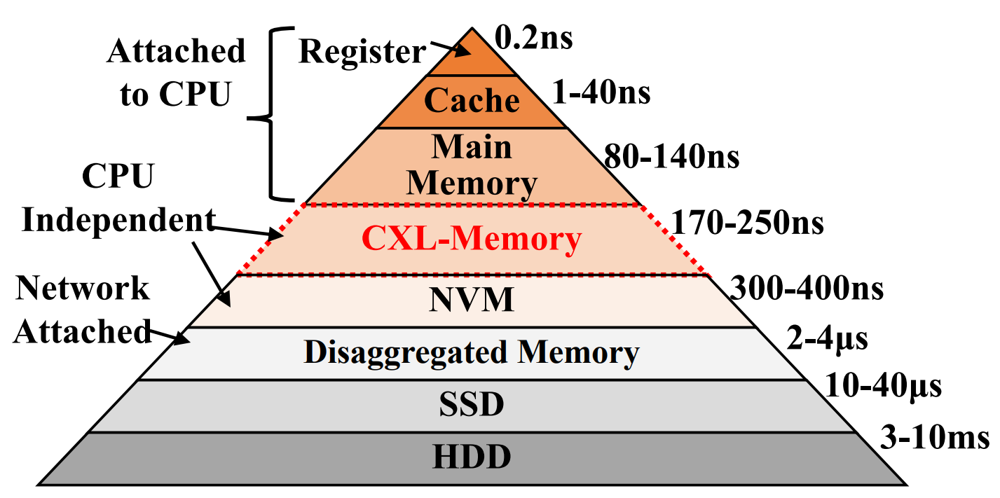 Attached
to CPU
Register
0.2ns
Cache
1-40ns
Main
Memory
80-140ns
CPU
Independent
CXL-Memory
170-250ns
Network
Attached
NVM
300-400ns
Disaggregated Memory
2-4μs
SSD
10-40μs
HDD
3-10ms